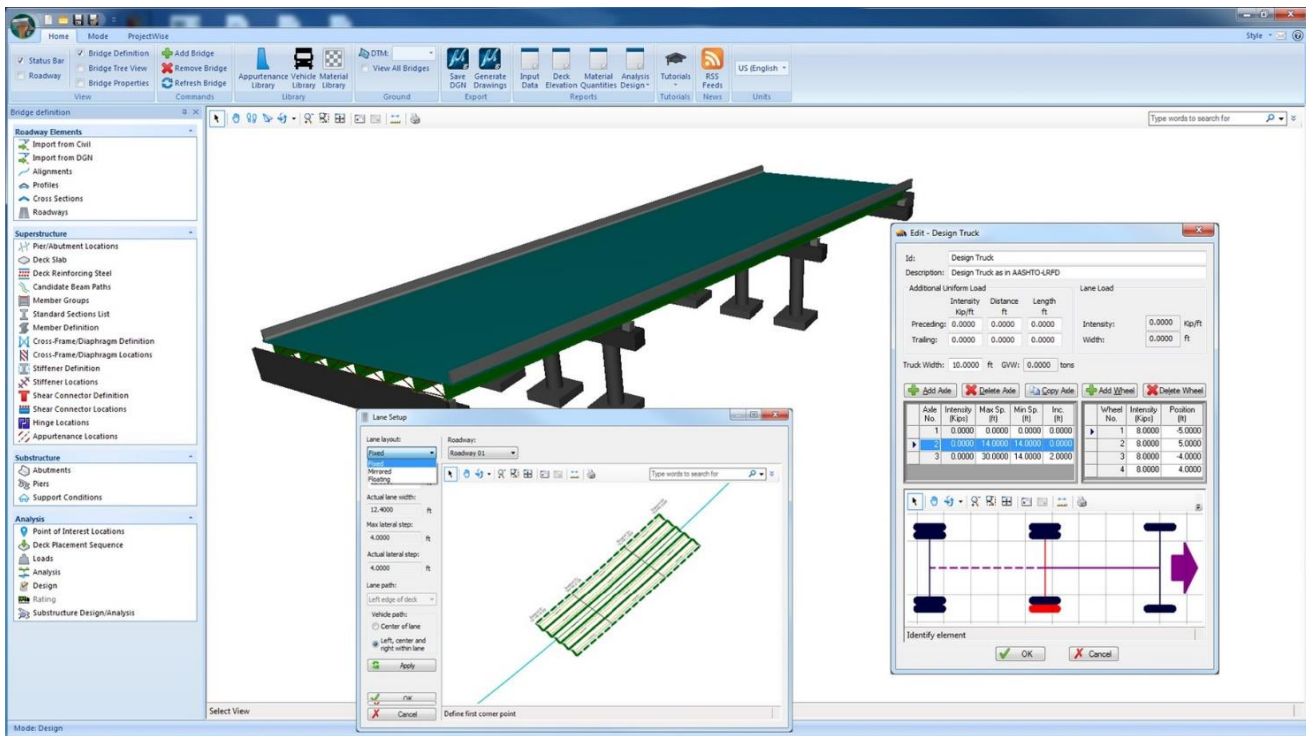 Home Mode ProjectWise Style
Status Bar
Roadway
Bridge Definition
Bridge Tree View
Bridge Properties
View
Add Bridge
Remove Bridge
Refresh Bridge
Commands
Appurtenance Library
Vehicle Library
Material Library
Library
DTM:
View All Bridges
Ground
Save DGN
Generate Drawings
Export
Input Data
Deck Elevation
Material Quantities
Analysis Design
Reports
Tutorials
Tutorials
RSS Feeds
News
US (English
Units
Bridge definition
Type words to search for
Roadway Elements
Import from Civil
Import from DGN
Alignments
Profiles
Cross Sections
Roadways
Superstructure
Pier/Abutment Locations
Deck Slab
Deck Reinforcing Steel
Candidate Beam Paths
Member Groups
Standard Sections List
Member Definition
Cross-Frame/Diaphragm Definition
Cross-Frame/Diaphragm Locations
Stiffener Definition
Stiffener Locations
Shear Connector Definition
Shear Connector Locations
Hinge Locations
Appurtenance Locations
Substructure
Abutments
Piers
Support Conditions
Analysis
Point of Interest Locations
Deck Placement Sequence
Loads
Analysis
Design
Rating
Substructure Design/Analysis
Select View
Mode: Design
Lane Setup
Lane layout:
Fixed
Fixed
Mirrored
Floating
ft
Actual lane width:
12.4000 ft
Max lateral step:
4.0000 ft
Actual lateral step:
4.0000 ft
Lane path:
Left edge of deck
Vehicle path:
Center of lane
Left, center and
right within lane
Apply
OK
Cancel
Roadway:
Roadway 01
Type words to search for
Define first corner point
Edit - Design Truck
Id: Design Truck
Description: Design Truck as in AASHTO-LRFD
Additional Uniform Load
Intensity Distance Length
Kip/ft ft ft
Preceding: 0.0000 0.0000 0.0000
Trailing: 0.0000 0.0000 0.0000
Lane Load
Intensity: 0.0000 Kip/ft
Width: 0.0000 ft
Truck Width: 10.0000 ft GVW: 0.0000 tons
Add Axle Delete Axle Copy Axle Add Wheel Delete Wheel
Axle No. Intensity (Kips) Max Sp. (ft) Min Sp. (ft) Inc. (ft)
1 0.0000 0.0000 0.0000 0.0000
2 0.0000 14.0000 14.0000 0.0000
3 0.0000 30.0000 14.0000 2.0000
Wheel No. Intensity (Kips) Position (ft)
1 8.0000 -5.0000
2 8.0000 5.0000
3 8.0000 -4.0000
4 8.0000 4.0000
Identify element
OK Cancel